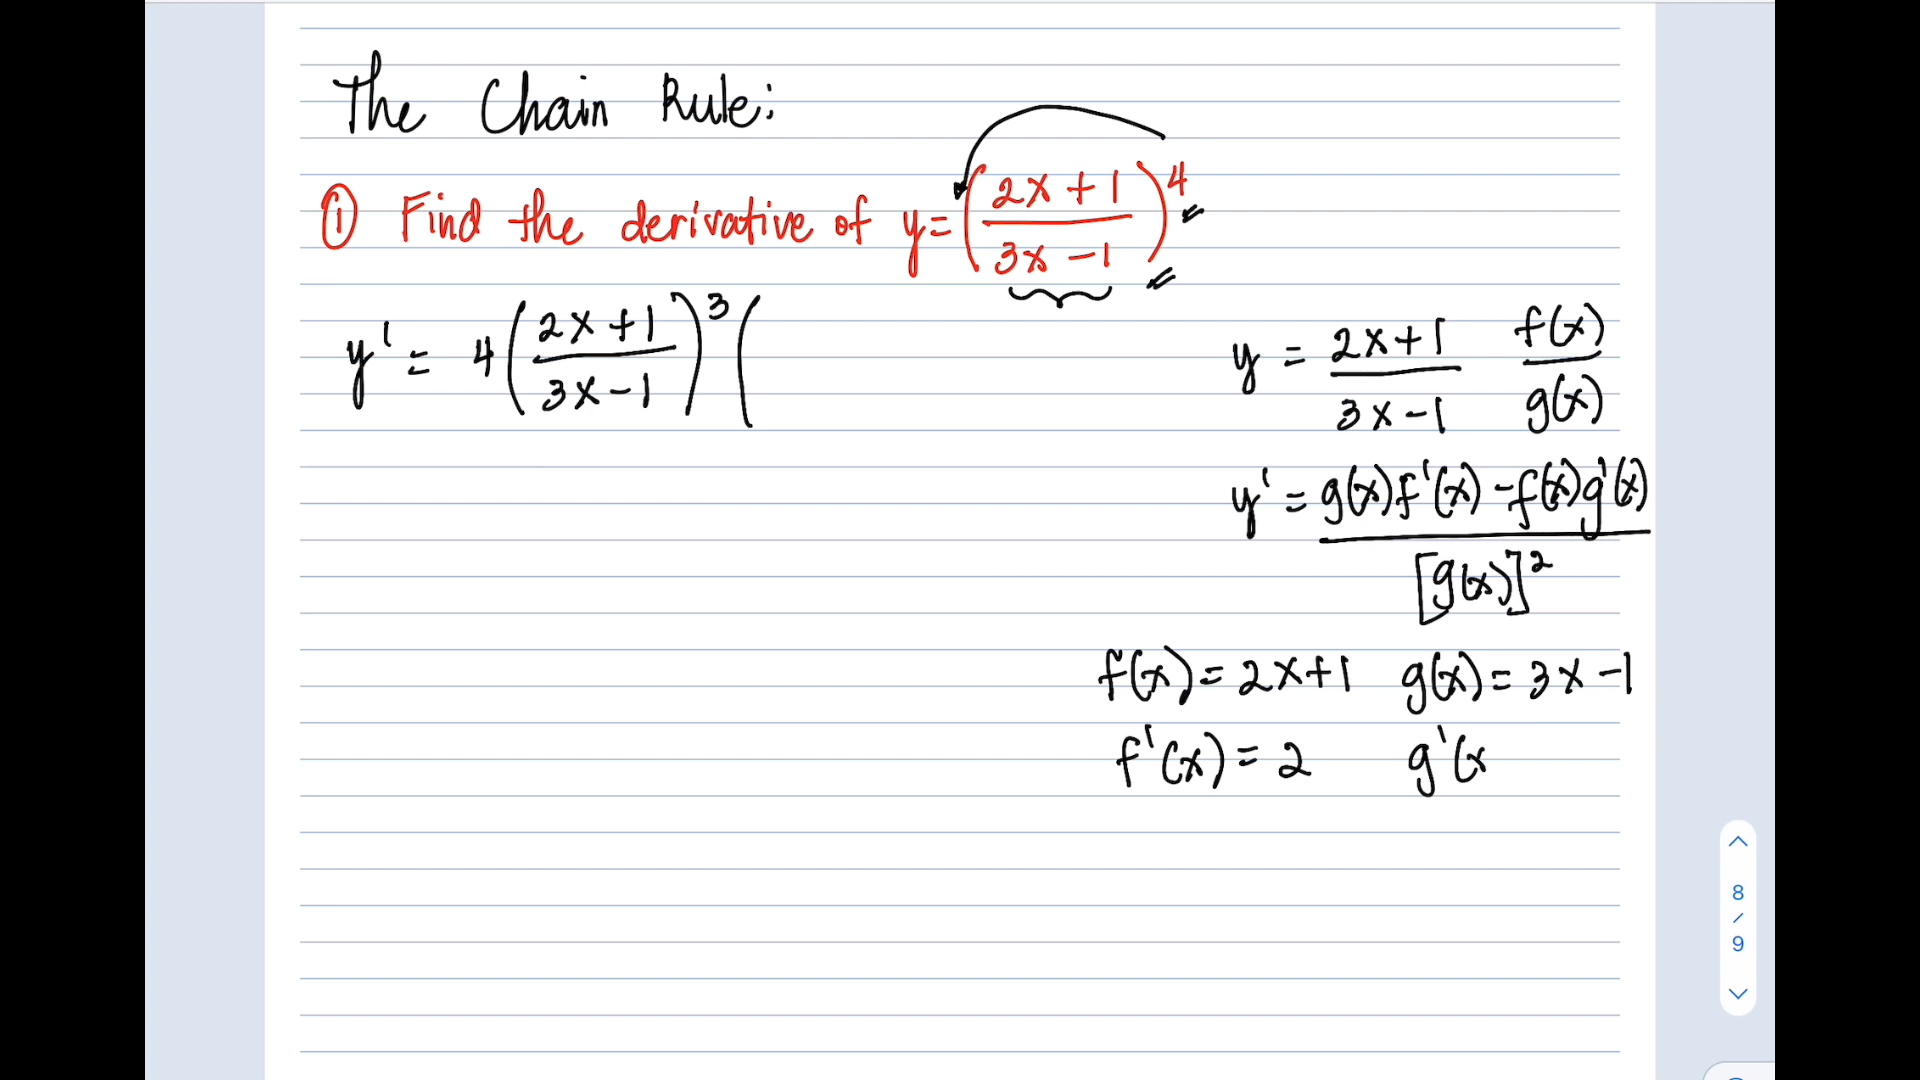 The Chain Rule:
① Find the derivative of y = (2x + 1 / 3x - 1)^4
y' = 4 (2x + 1 / 3x - 1)^3 (
y = 2x + 1 / 3x - 1   f(x) / g(x)
y' = g(x)f'(x) - f(x)g'(x) / [g(x)]^2
f(x) = 2x + 1   g(x) = 3x - 1
f'(x) = 2   g'(x
8
/
9